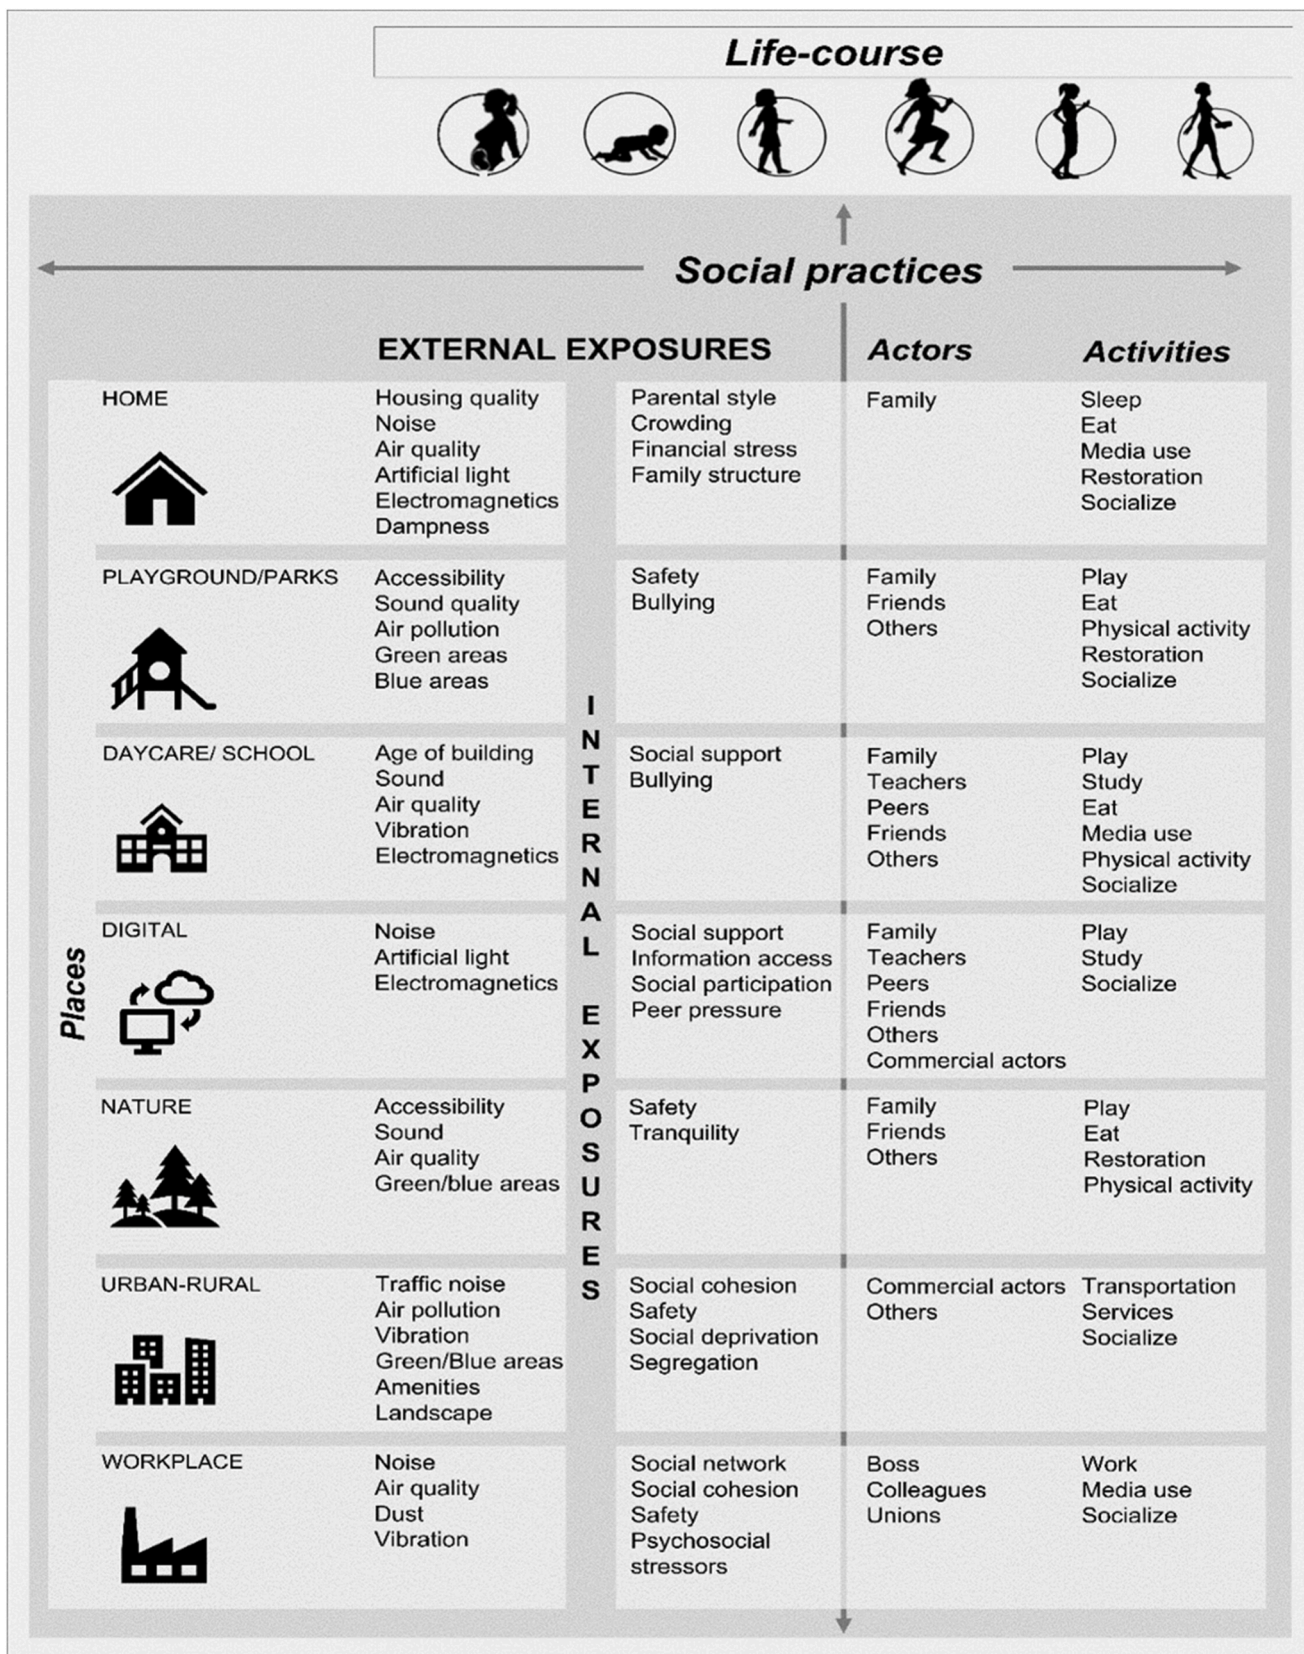 Life-course
Social practices
EXTERNAL EXPOSURES
Actors
Activities
Places
INTERNAL EXPOSURES
HOME
Housing quality
Noise
Air quality
Artificial light
Electromagnetics
Dampness
Parental style
Crowding
Financial stress
Family structure
Family
Sleep
Eat
Media use
Restoration
Socialize
PLAYGROUND/PARKS
Accessibility
Sound quality
Air pollution
Green areas
Blue areas
Safety
Bullying
Family
Friends
Others
Play
Eat
Physical activity
Restoration
Socialize
DAYCARE/ SCHOOL
Age of building
Sound
Air quality
Vibration
Electromagnetics
Social support
Bullying
Family
Teachers
Peers
Friends
Others
Play
Study
Eat
Media use
Physical activity
Socialize
DIGITAL
Noise
Artificial light
Electromagnetics
Social support
Information access
Social participation
Peer pressure
Family
Teachers
Peers
Friends
Others
Commercial actors
Play
Study
Socialize
NATURE
Accessibility
Sound
Air quality
Green/blue areas
Safety
Tranquility
Family
Friends
Others
Play
Eat
Restoration
Physical activity
URBAN-RURAL
Traffic noise
Air pollution
Vibration
Green/Blue areas
Amenities
Landscape
Social cohesion
Safety
Social deprivation
Segregation
Commercial actors
Others
Transportation
Services
Socialize
WORKPLACE
Noise
Air quality
Dust
Vibration
Social network
Social cohesion
Safety
Psychosocial
stressors
Boss
Colleagues
Unions
Work
Media use
Socialize